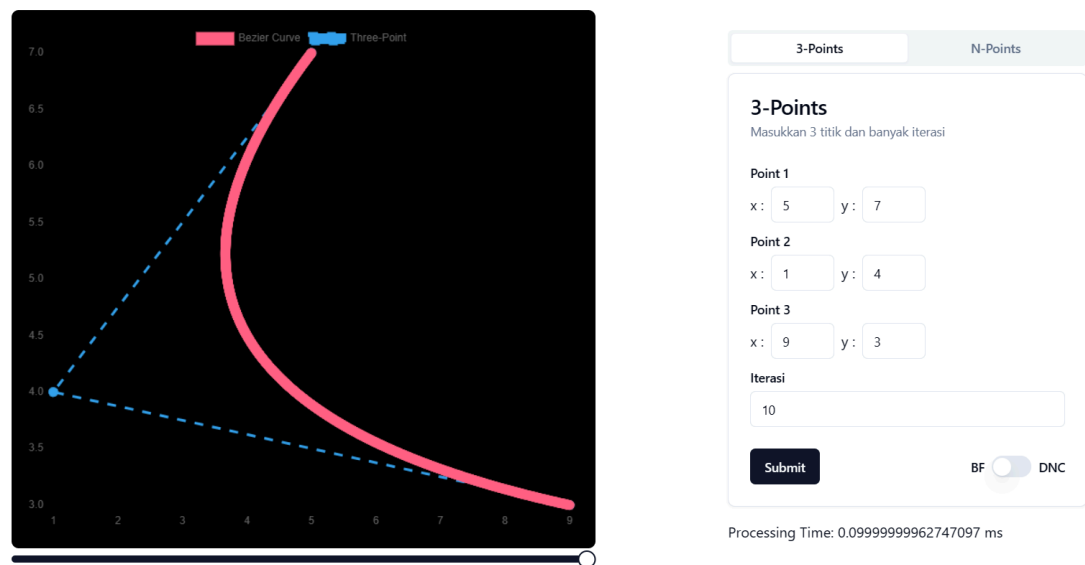 Bezier Curve Three-Point
7.0
6.5
6.0
5.5
5.0
4.5
4.0
3.5
3.0
1 2 3 4 5 6 7 8 9
3-Points N-Points
3-Points
Masukkan 3 titik dan banyak iterasi
Point 1
x : 5 y : 7
Point 2
x : 1 y : 4
Point 3
x : 9 y : 3
Iterasi
10
Submit BF DNC
Processing Time: 0.09999999962747097 ms